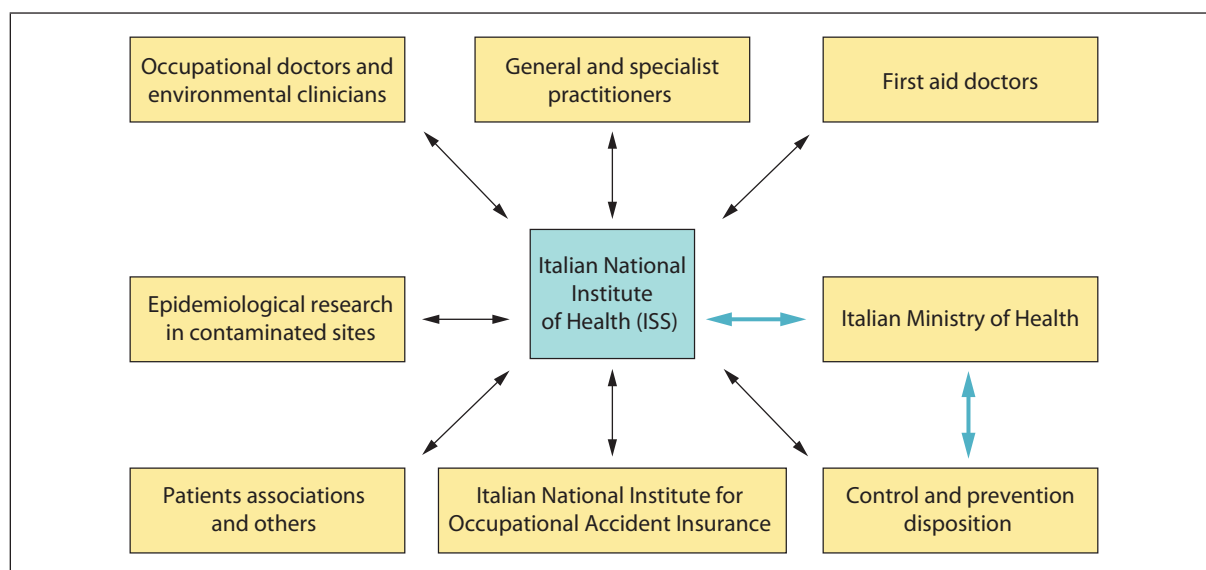 Occupational doctors and
environmental clinicians
General and specialist
practitioners
First aid doctors
Italian National
Institute
of Health (ISS)
Epidemiological research
in contaminated sites
Italian Ministry of Health
Patients associations
and others
Italian National Institute for
Occupational Accident Insurance
Control and prevention
disposition